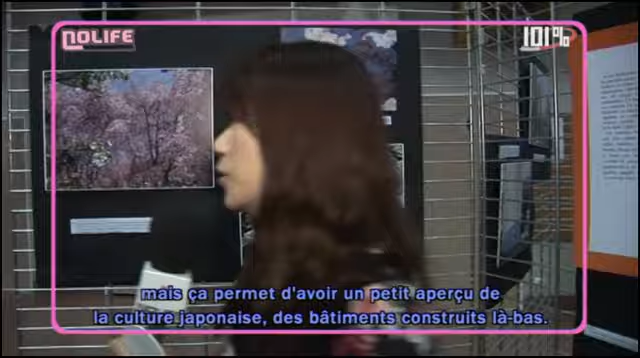 NOLIFE
101%
mais ça permet d'avoir un petit aperçu de
la culture japonaise, des bâtiments construits là-bas.